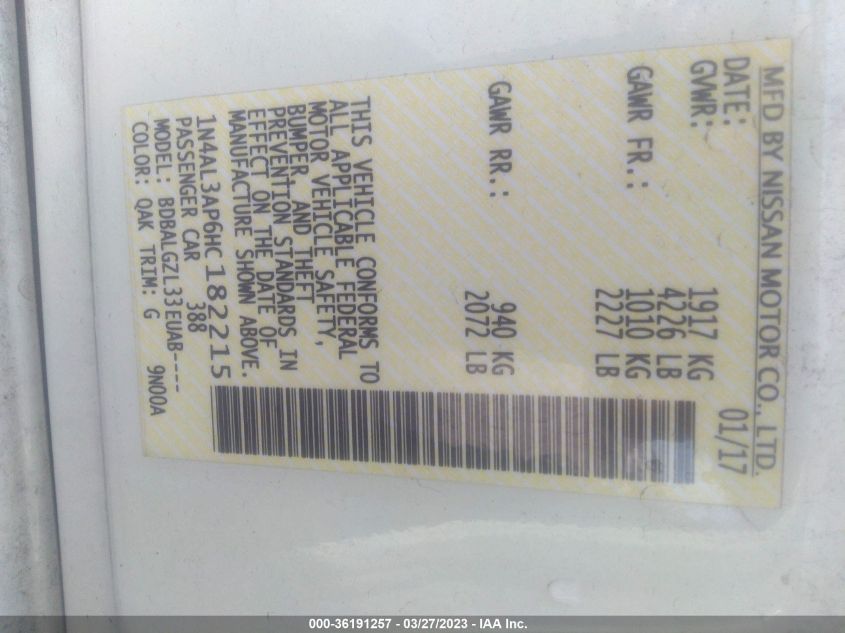 MFD BY NISSAN MOTOR CO., LTD.
DATE: 01/17
GVWR: 1917 KG
4226 LB
GAWR FR.: 1010 KG
2227 LB
GAWR RR.: 940 KG
2072 LB
THIS VEHICLE CONFORMS TO
ALL APPLICABLE FEDERAL
MOTOR VEHICLE SAFETY,
BUMPER, AND THEFT
PREVENTION STANDARDS IN
EFFECT ON THE DATE OF
MANUFACTURE SHOWN ABOVE.
1N4AL3AP6HC182215
PASSENGER CAR 388
MODEL: BDBALGZL33EUAB----
COLOR: QAK TRIM: G 9N00A
000-36191257 - 03/27/2023 - IAA Inc.